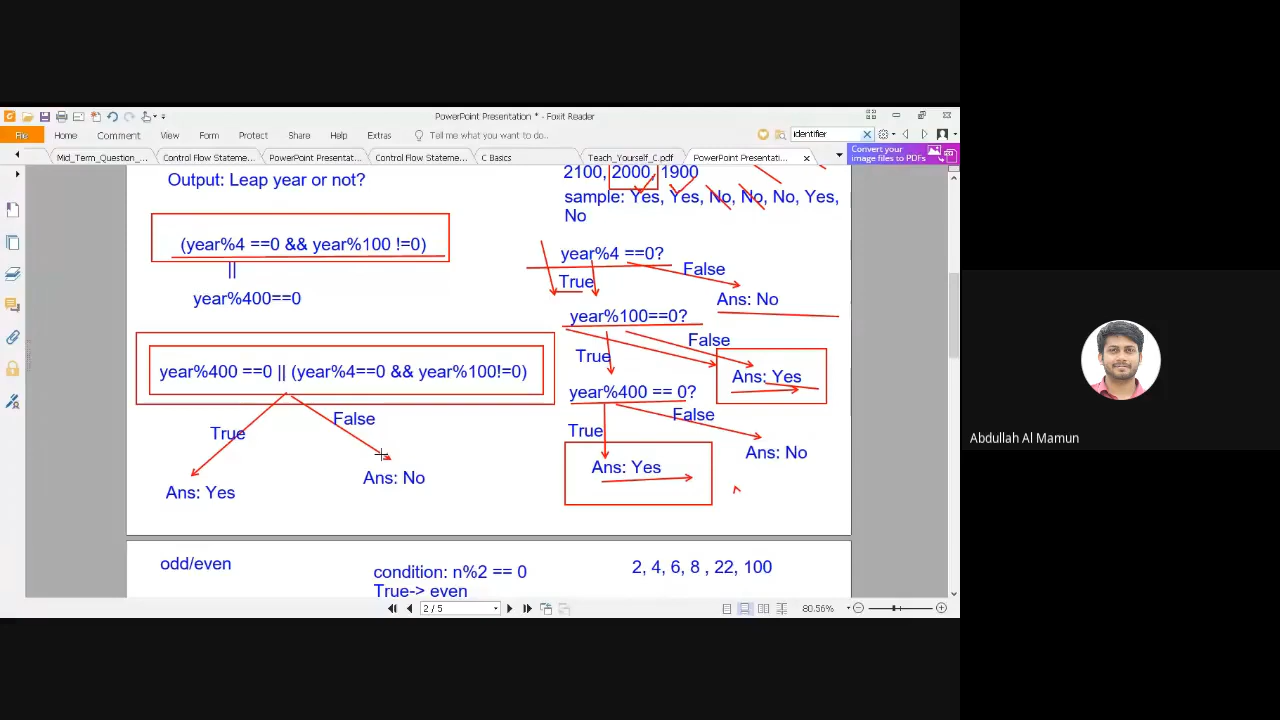 PowerPoint Presentation * - Foxit Reader
File Home Comment View Form Protect Share Help Extras Tell me what you want to do.. identifier
Mid_Term_Question_... Control Flow Stateme... PowerPoint Presentat... Control Flow Stateme... C Basics Teach_Yourself_C.pdf PowerPoint Presentati...
Convert your
image files to PDFs
Output: Leap year or not?
(year%4 ==0 && year%100 !=0)
||
year%400==0
year%400 ==0 || (year%4==0 && year%100!=0)
True
False
Ans: Yes
Ans: No
2100, 2000, 1900
sample: Yes, Yes, No, No, No, Yes,
No
year%4 ==0?
True
False
Ans: No
year%100==0?
True
False
Ans: Yes
year%400 == 0?
True
False
Ans: Yes
Ans: No
odd/even
condition: n%2 == 0
True-> even
2, 4, 6, 8 , 22, 100
2 / 5
80.56%
Abdullah Al Mamun